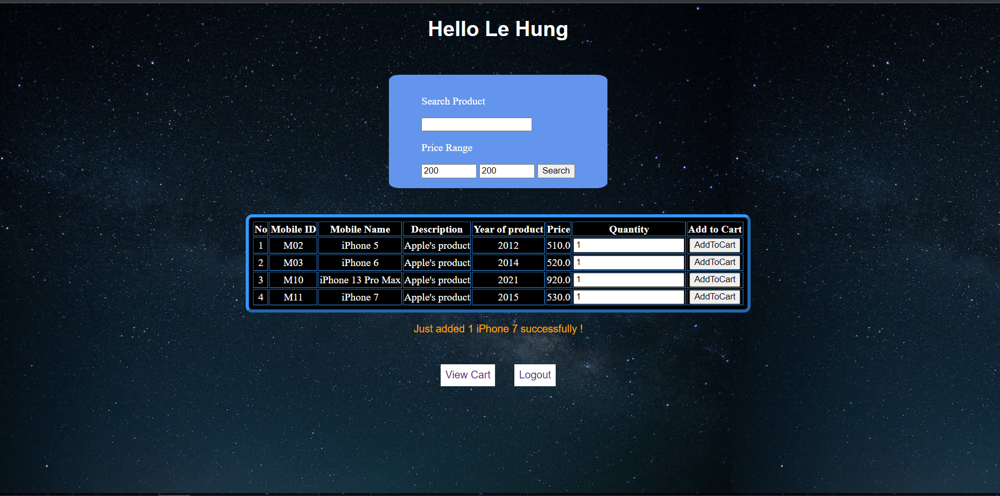 Hello Le Hung
Search Product
Price Range
200 200 Search
No Mobile ID Mobile Name Description Year of product Price Quantity Add to Cart
1 M02 iPhone 5 Apple's product 2012 510.0 1 AddToCart
2 M03 iPhone 6 Apple's product 2014 520.0 1 AddToCart
3 M10 iPhone 13 Pro Max Apple's product 2021 920.0 1 AddToCart
4 M11 iPhone 7 Apple's product 2015 530.0 1 AddToCart
Just added 1 iPhone 7 successfully !
View Cart Logout